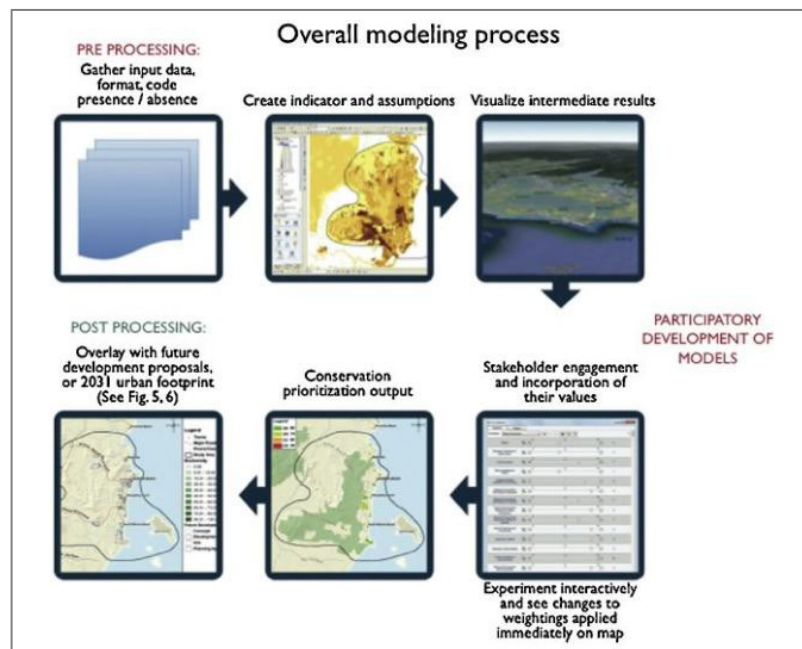 Overall modeling process
PRE PROCESSING:
Gather input data,
format, code
presence / absence
Create indicator and assumptions
Visualize intermediate results
PARTICIPATORY
DEVELOPMENT OF
MODELS
Stakeholder engagement
and incorporation of
their values
Experiment interactively
and see changes to
weightings applied
immediately on map
Conservation
prioritization output
Legend
POST PROCESSING:
Overlay with future
development proposals,
or 2031 urban footprint
(See Fig. 5, 6)
Legend